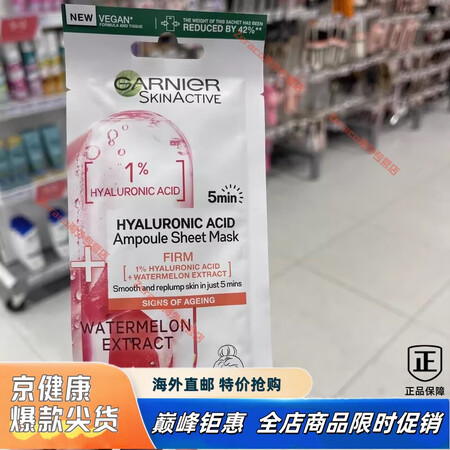 NEW
VEGAN*
FORMULA AND TISSUE
THE WEIGHT OF THIS SACHET HAS BEEN
REDUCED BY 42%**
GARNIER
SKINACTIVE
1%
HYALURONIC ACID
5min
HYALURONIC ACID
Ampoule Sheet Mask
FIRM
1% HYALURONIC ACID
+ WATERMELON EXTRACT
Smooth and replump skin in just 5 mins
SIGNS OF AGEING
+
WATERMELON
EXTRACT
正
正品保障
京健康
爆款尖货
海外直邮 特价抢购
巅峰钜惠 全店商品限时促销